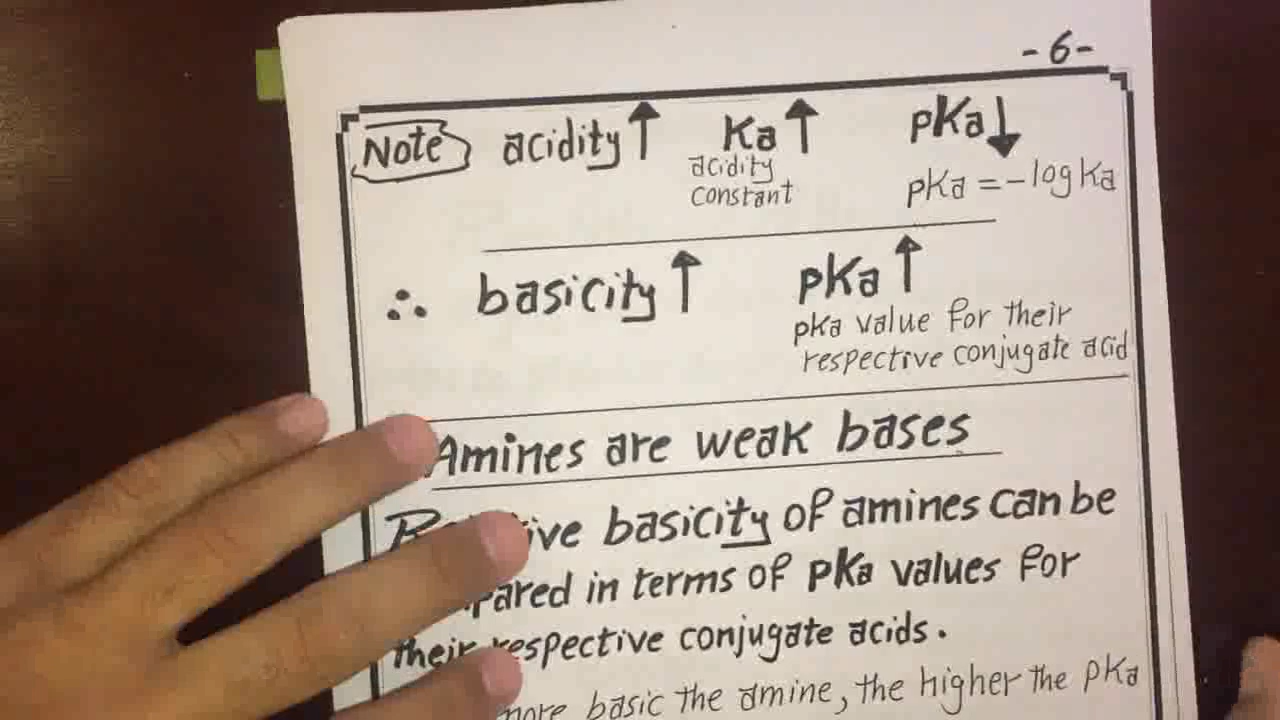 -6-
Note acidity↑ Ka↑ pKa↓
acidity
constant
pKa = -log Ka
∴ basicity↑ pKa↑
pka value for their
respective conjugate acid
Amines are weak bases
basicity of amines can be
in terms of pKa values for
their respective conjugate acids.
more basic the amine, the higher the pKa